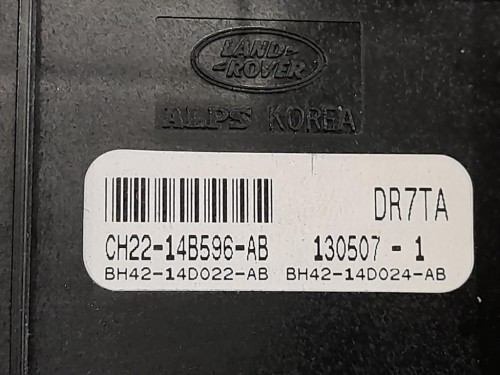 LAND-
-ROVER
ALPS KOREA
DR7TA
CH22-14B596-AB 130507-1
BH42-14D022-AB BH42-14D024-AB